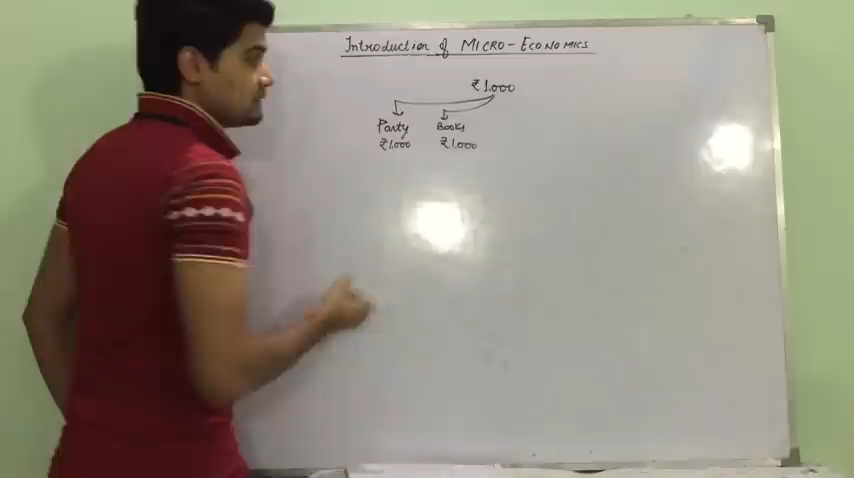 Introduction of MICRO-ECONOMICS
₹1,000
Party Books
₹1,000 ₹1,000